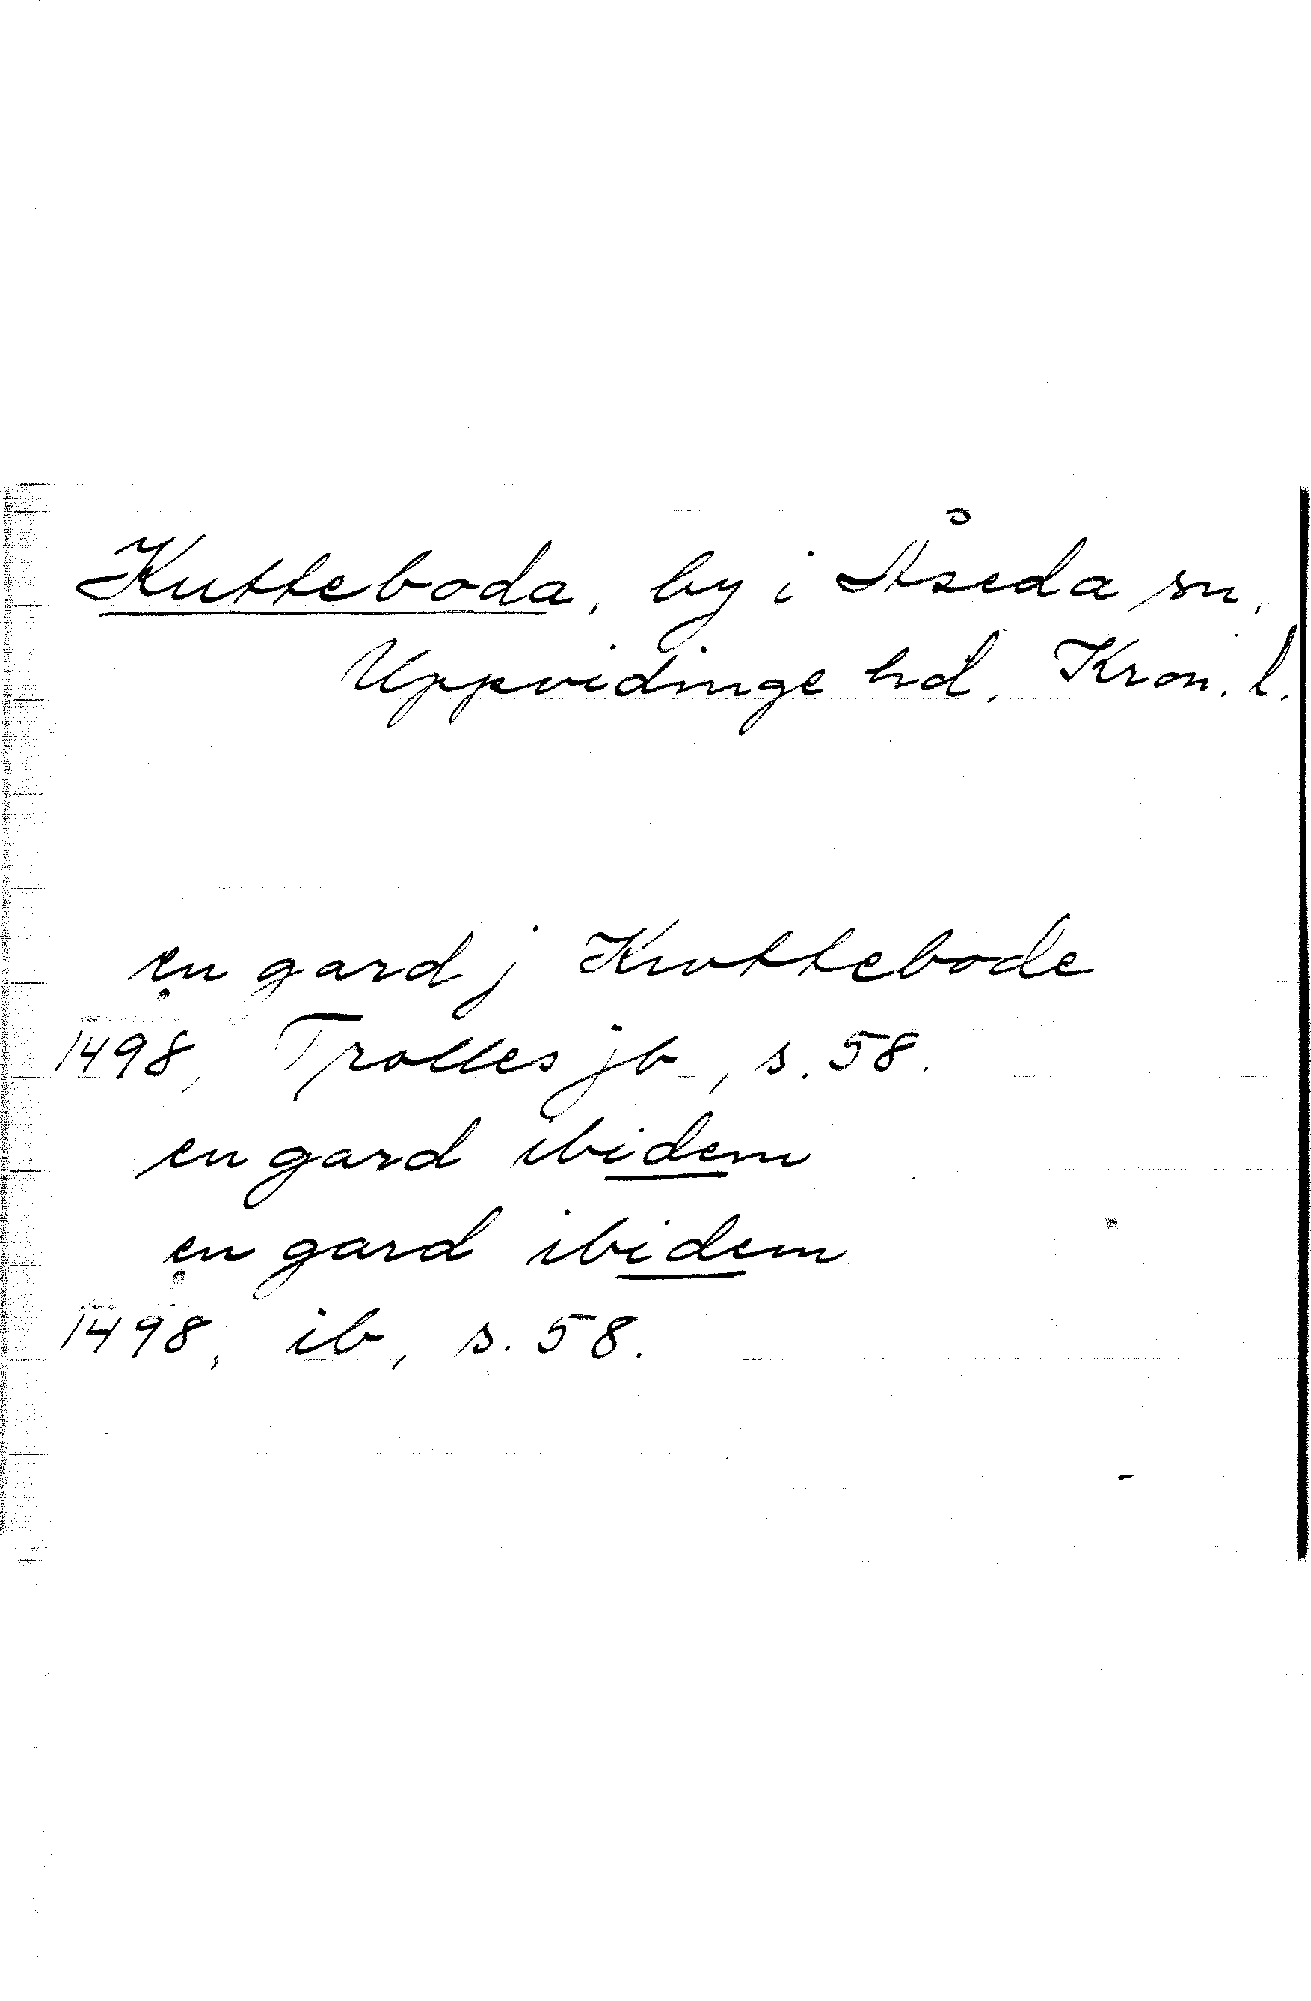 Kutteboda, by i Åseda sn,
Uppvidinge hd, Kron. l.
en gard j Knottebode
1498, Trolles jb, s. 58.
en gard ibidem
en gard ibidem
1498, ib, s. 58.